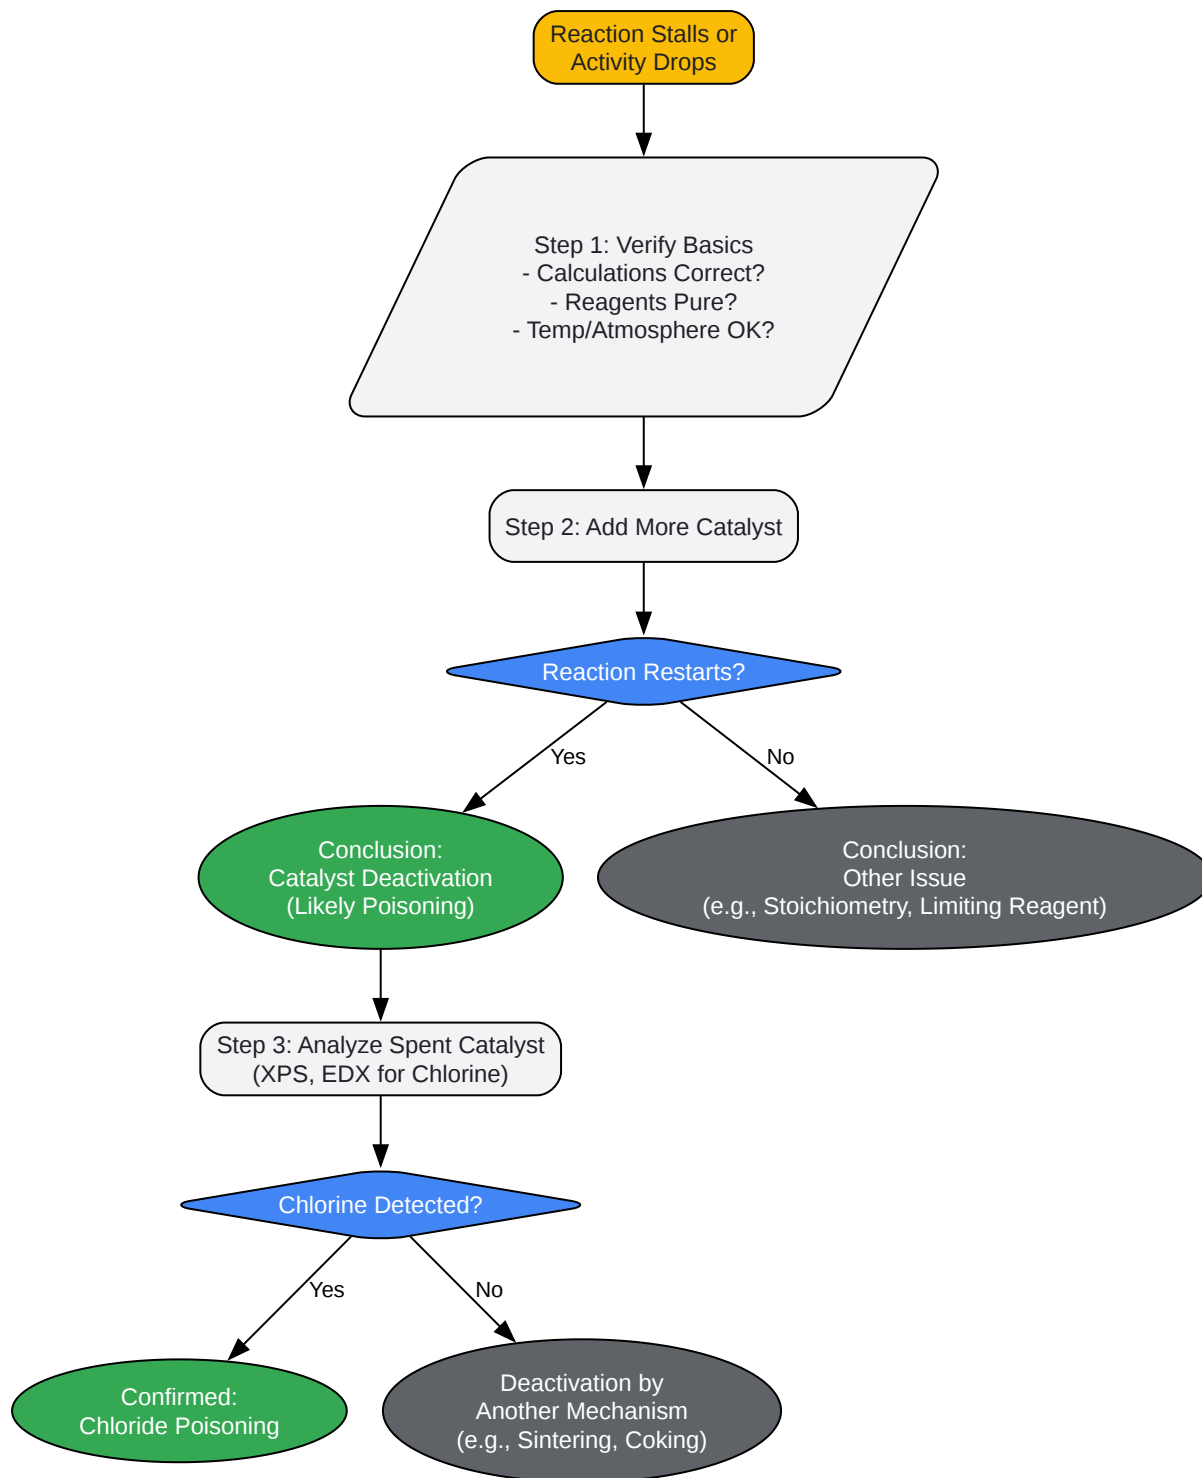 Reaction Stalls or
Activity Drops
Step 1: Verify Basics
- Calculations Correct?
- Reagents Pure?
- Temp/Atmosphere OK?
Step 2: Add More Catalyst
Reaction Restarts?
Yes
No
Conclusion:
Catalyst Deactivation
(Likely Poisoning)
Conclusion:
Other Issue
(e.g., Stoichiometry, Limiting Reagent)
Step 3: Analyze Spent Catalyst
(XPS, EDX for Chlorine)
Chlorine Detected?
Yes
No
Confirmed:
Chloride Poisoning
Deactivation by
Another Mechanism
(e.g., Sintering, Coking)